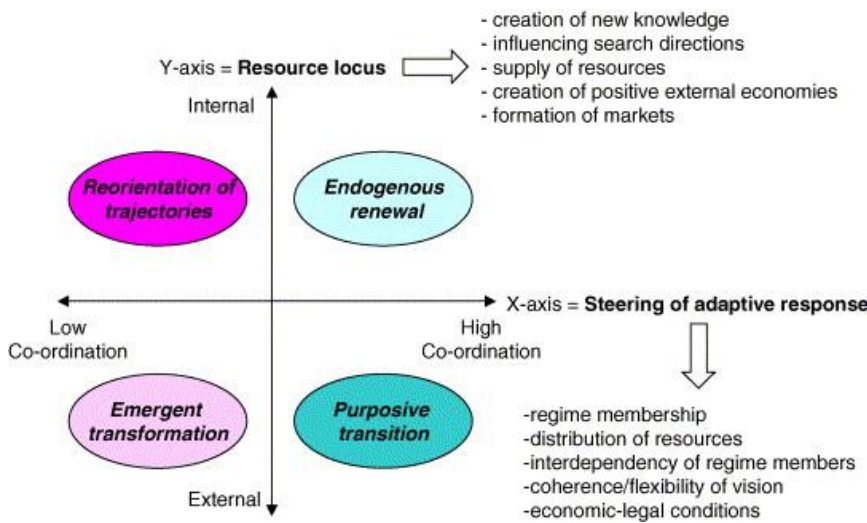 - creation of new knowledge
- influencing search directions
- supply of resources
- creation of positive external economies
- formation of markets
Y-axis = Resource locus
Internal
Reorientation of
trajectories
Endogenous
renewal
X-axis = Steering of adaptive response
Low
Co-ordination
High
Co-ordination
Emergent
transformation
Purposive
transition
External
-regime membership
-distribution of resources
-interdependency of regime members
-coherence/flexibility of vision
-economic-legal conditions